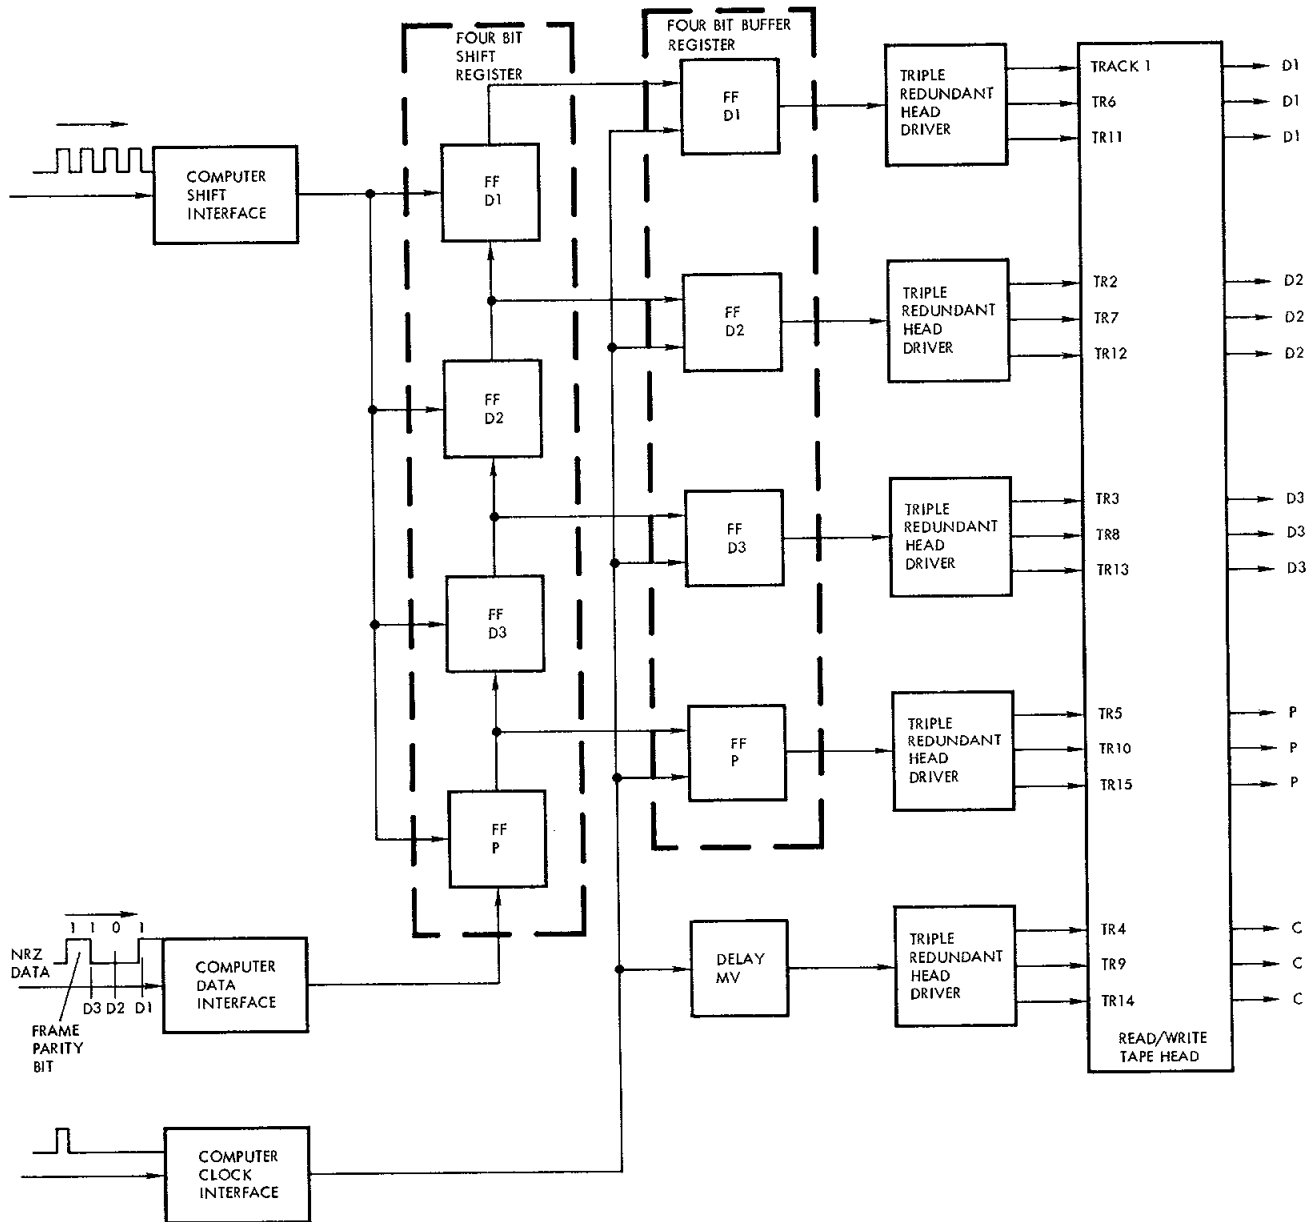 FOUR BIT
SHIFT
REGISTER
FOUR BIT BUFFER
REGISTER
COMPUTER
SHIFT
INTERFACE
FF
D1
FF
D2
FF
D3
FF
P
FF
D1
FF
D2
FF
D3
FF
P
DELAY
MV
TRIPLE
REDUNDANT
HEAD
DRIVER
TRIPLE
REDUNDANT
HEAD
DRIVER
TRIPLE
REDUNDANT
HEAD
DRIVER
TRIPLE
REDUNDANT
HEAD
DRIVER
TRIPLE
REDUNDANT
HEAD
DRIVER
TRACK 1
TR6
TR11
TR2
TR7
TR12
TR3
TR8
TR13
TR5
TR10
TR15
TR4
TR9
TR14
READ/WRITE
TAPE HEAD
D1
D1
D1
D2
D2
D2
D3
D3
D3
P
P
P
C
C
C
1 1 0 1
NRZ
DATA
D3 D2 D1
FRAME
PARITY
BIT
COMPUTER
DATA
INTERFACE
COMPUTER
CLOCK
INTERFACE